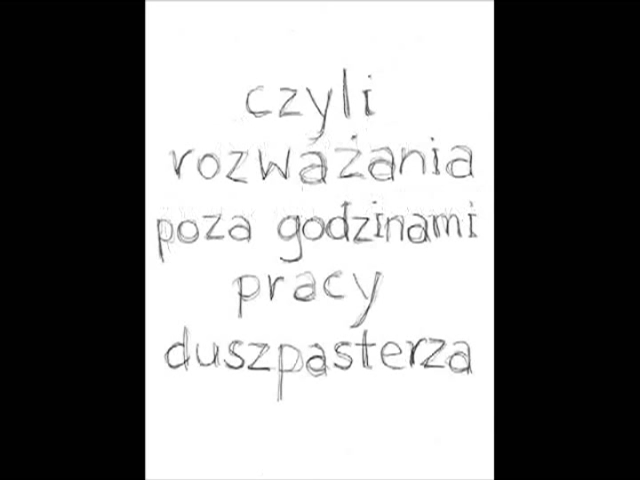 czyli
rozważania
poza godzinami
pracy
duszpasterza